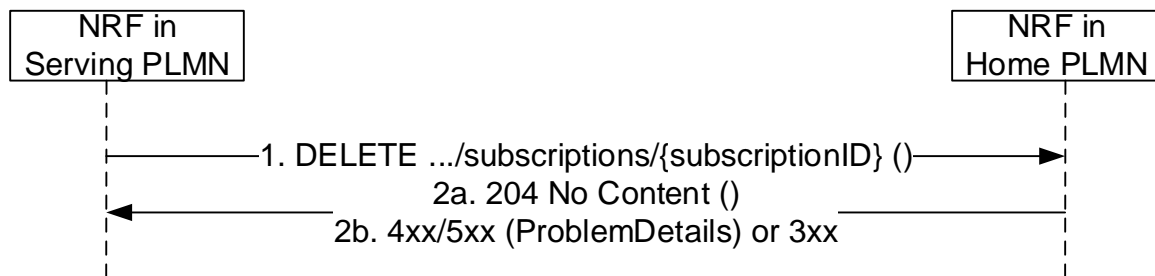 NRF in
Serving PLMN
NRF in
Home PLMN
1. DELETE .../subscriptions/{subscriptionID} ()
2a. 204 No Content ()
2b. 4xx/5xx (ProblemDetails) or 3xx